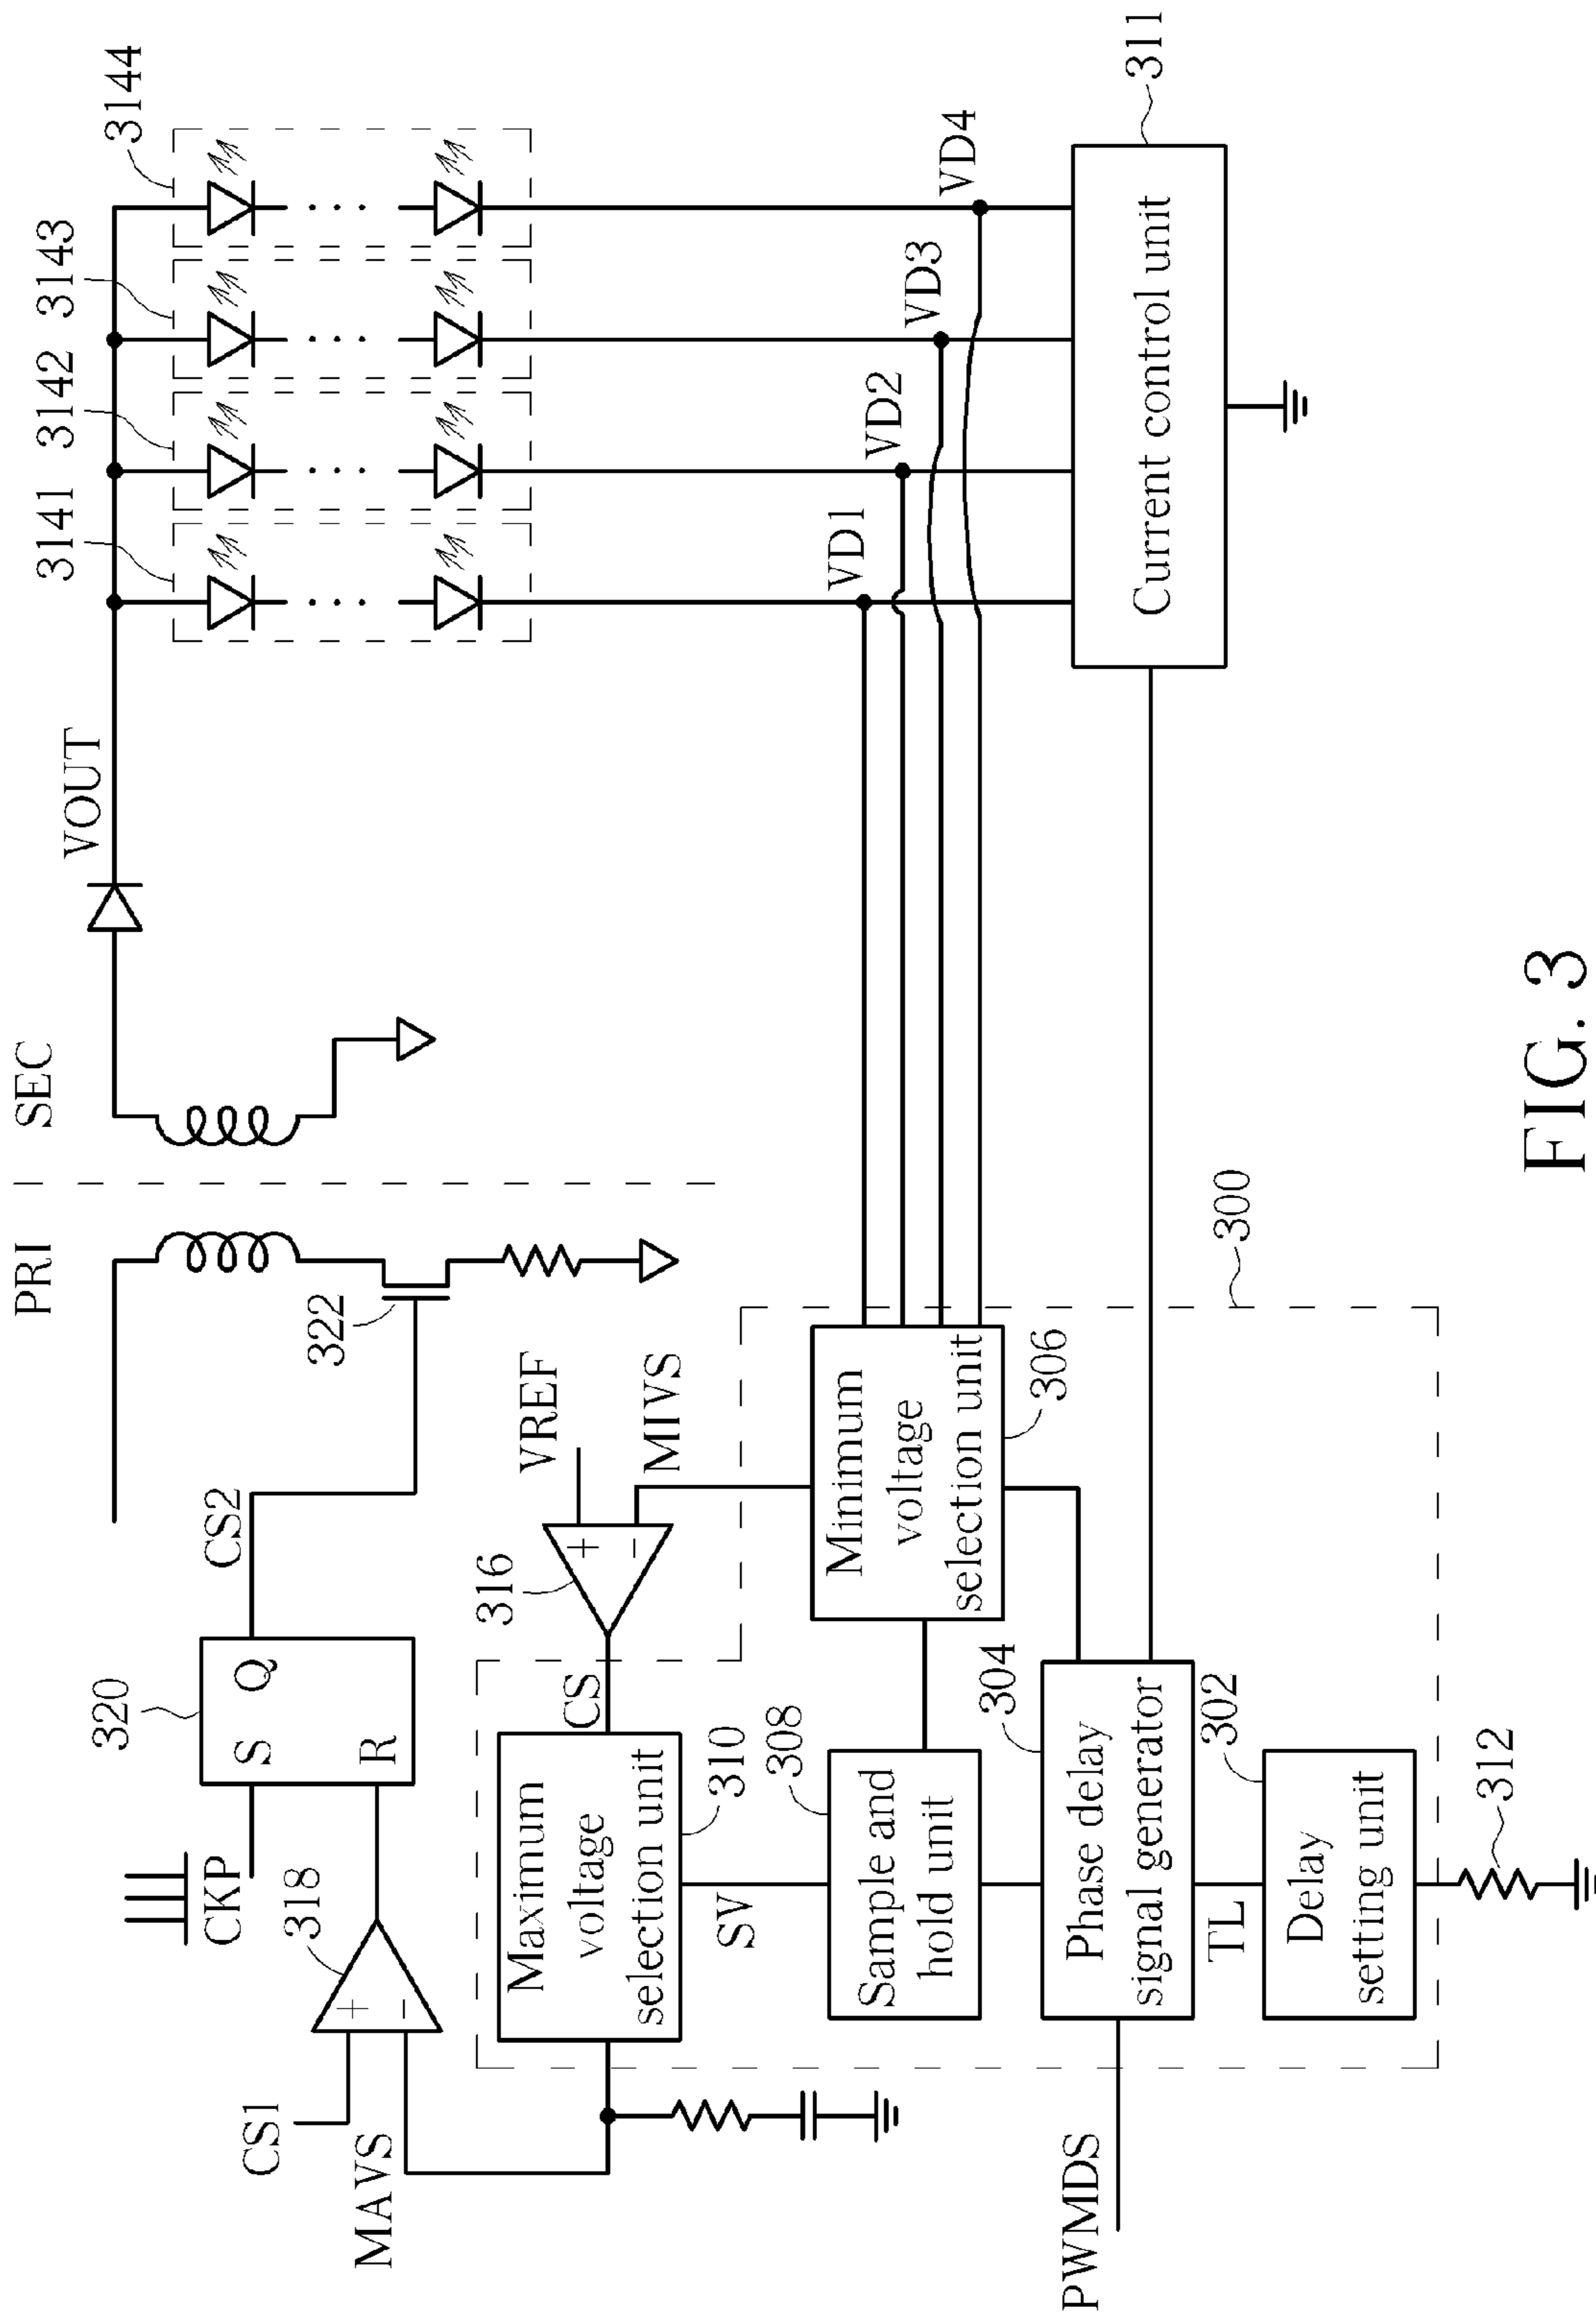 PRI
SEC
VOUT
3141
3142
3143
3144
CKP
320
S
Q
R
CS2
322
CS1
318
+
-
MAVS
VREF
316
+
-
MIVS
CS
Maximum
voltage
selection unit
310
SV
308
Sample and
hold unit
Minimum
voltage
selection unit
306
VD1
VD2
VD3
VD4
304
Phase delay
signal generator
PWMDS
TL
302
Delay
setting unit
312
300
Current control unit
311
FIG. 3